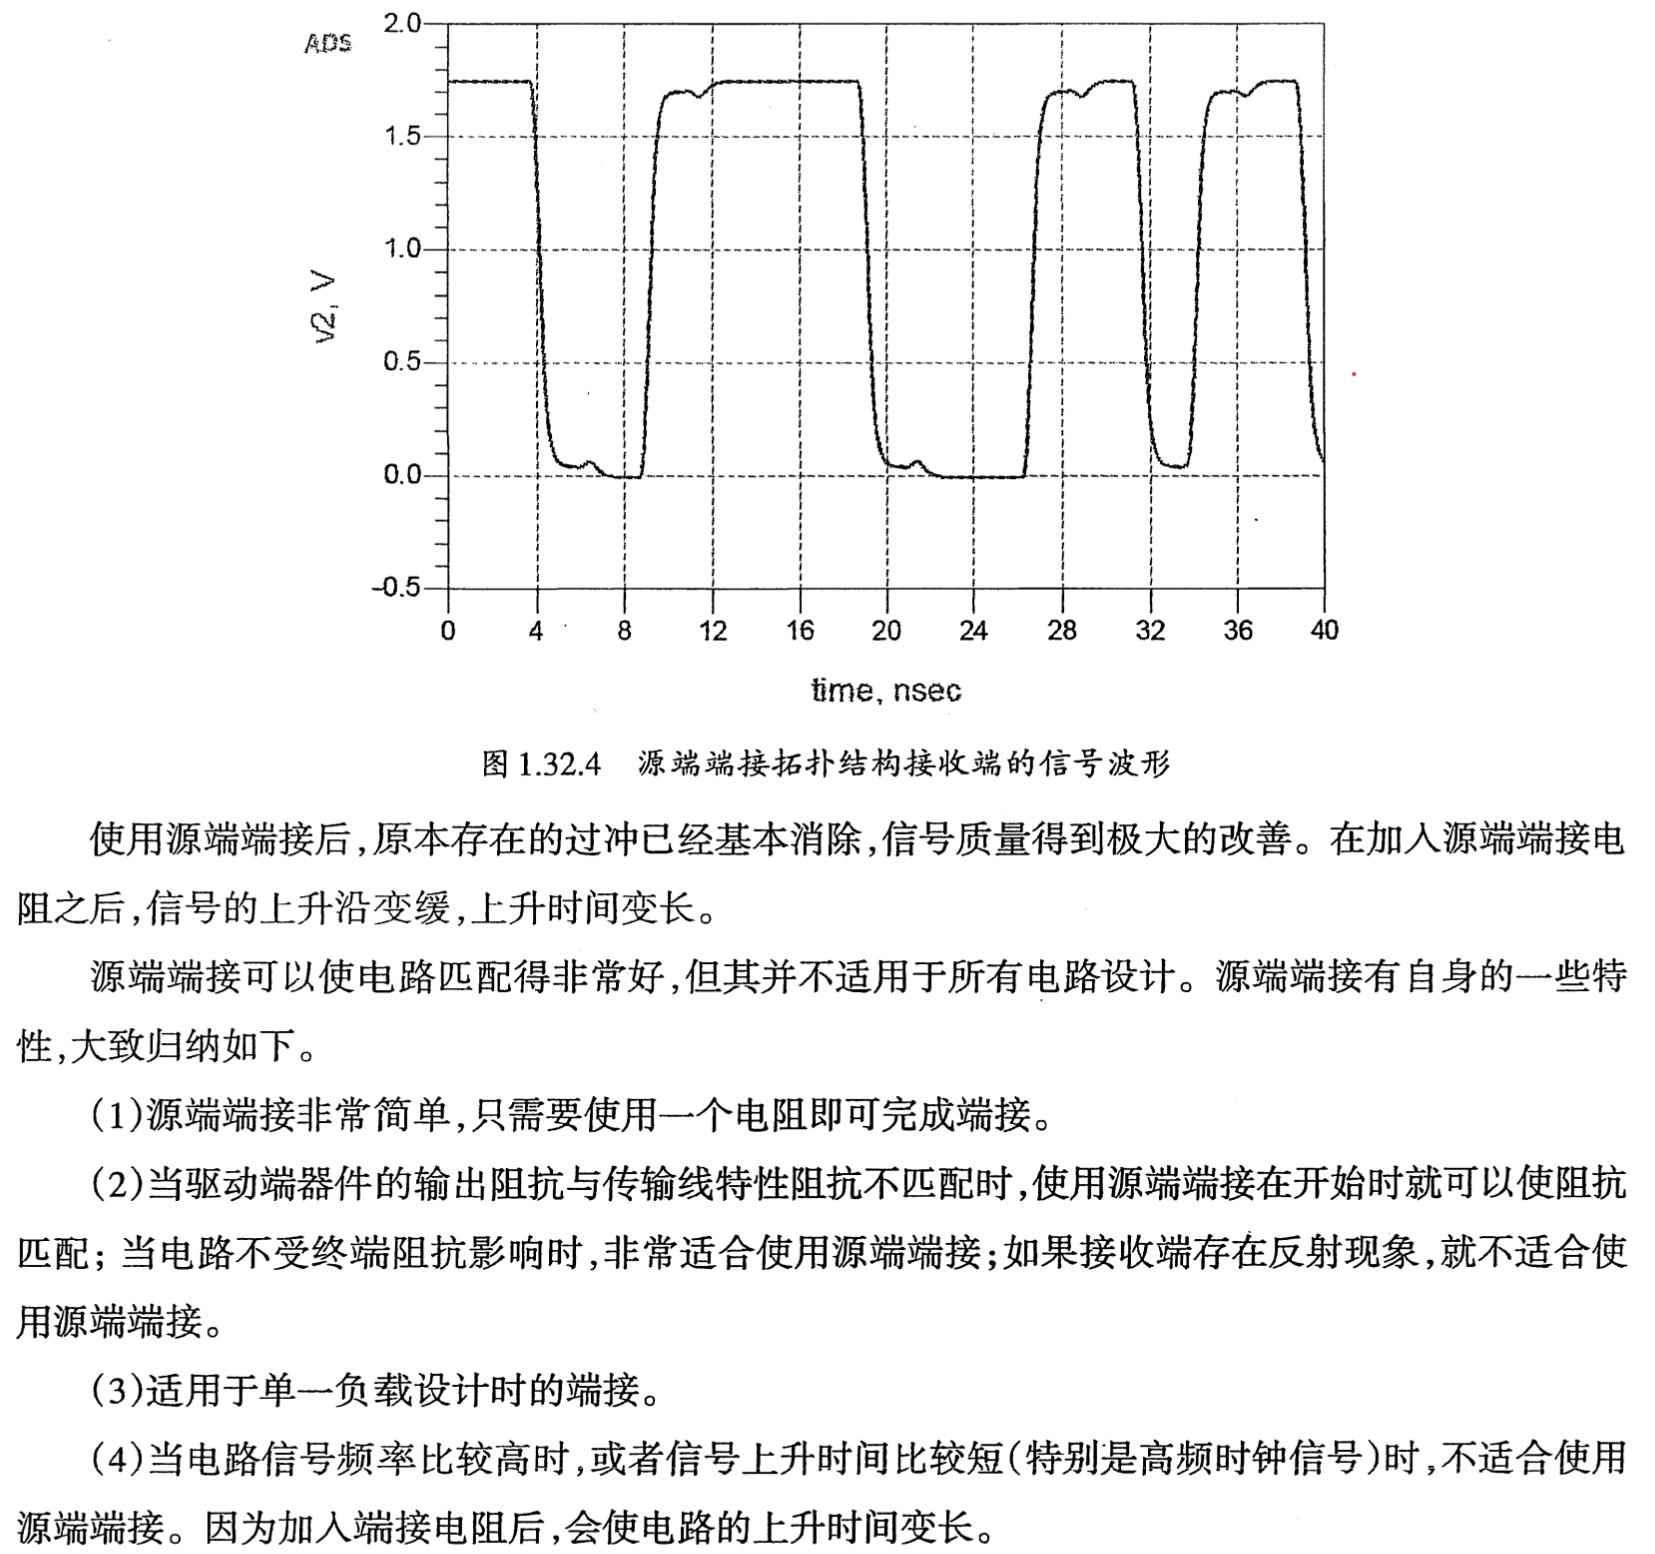 ADS
2.0
1.5
1.0
0.5
0.0
-0.5
v2, V
0 4 8 12 16 20 24 28 32 36 40
time, nsec
图 1.32.4 源端端接拓扑结构接收端的信号波形
使用源端端接后,原本存在的过冲已经基本消除,信号质量得到极大的改善。在加入源端端接电
阻之后,信号的上升沿变缓,上升时间变长。
源端端接可以使电路匹配得非常好,但其并不适用于所有电路设计。源端端接有自身的一些特
性,大致归纳如下。
(1)源端端接非常简单,只需要使用一个电阻即可完成端接。
(2)当驱动端器件的输出阻抗与传输线特性阻抗不匹配时,使用源端端接在开始时就可以使阻抗
匹配; 当电路不受终端阻抗影响时,非常适合使用源端端接;如果接收端存在反射现象,就不适合使
用源端端接。
(3)适用于单一负载设计时的端接。
(4)当电路信号频率比较高时,或者信号上升时间比较短(特别是高频时钟信号)时,不适合使用
源端端接。因为加入端接电阻后,会使电路的上升时间变长。